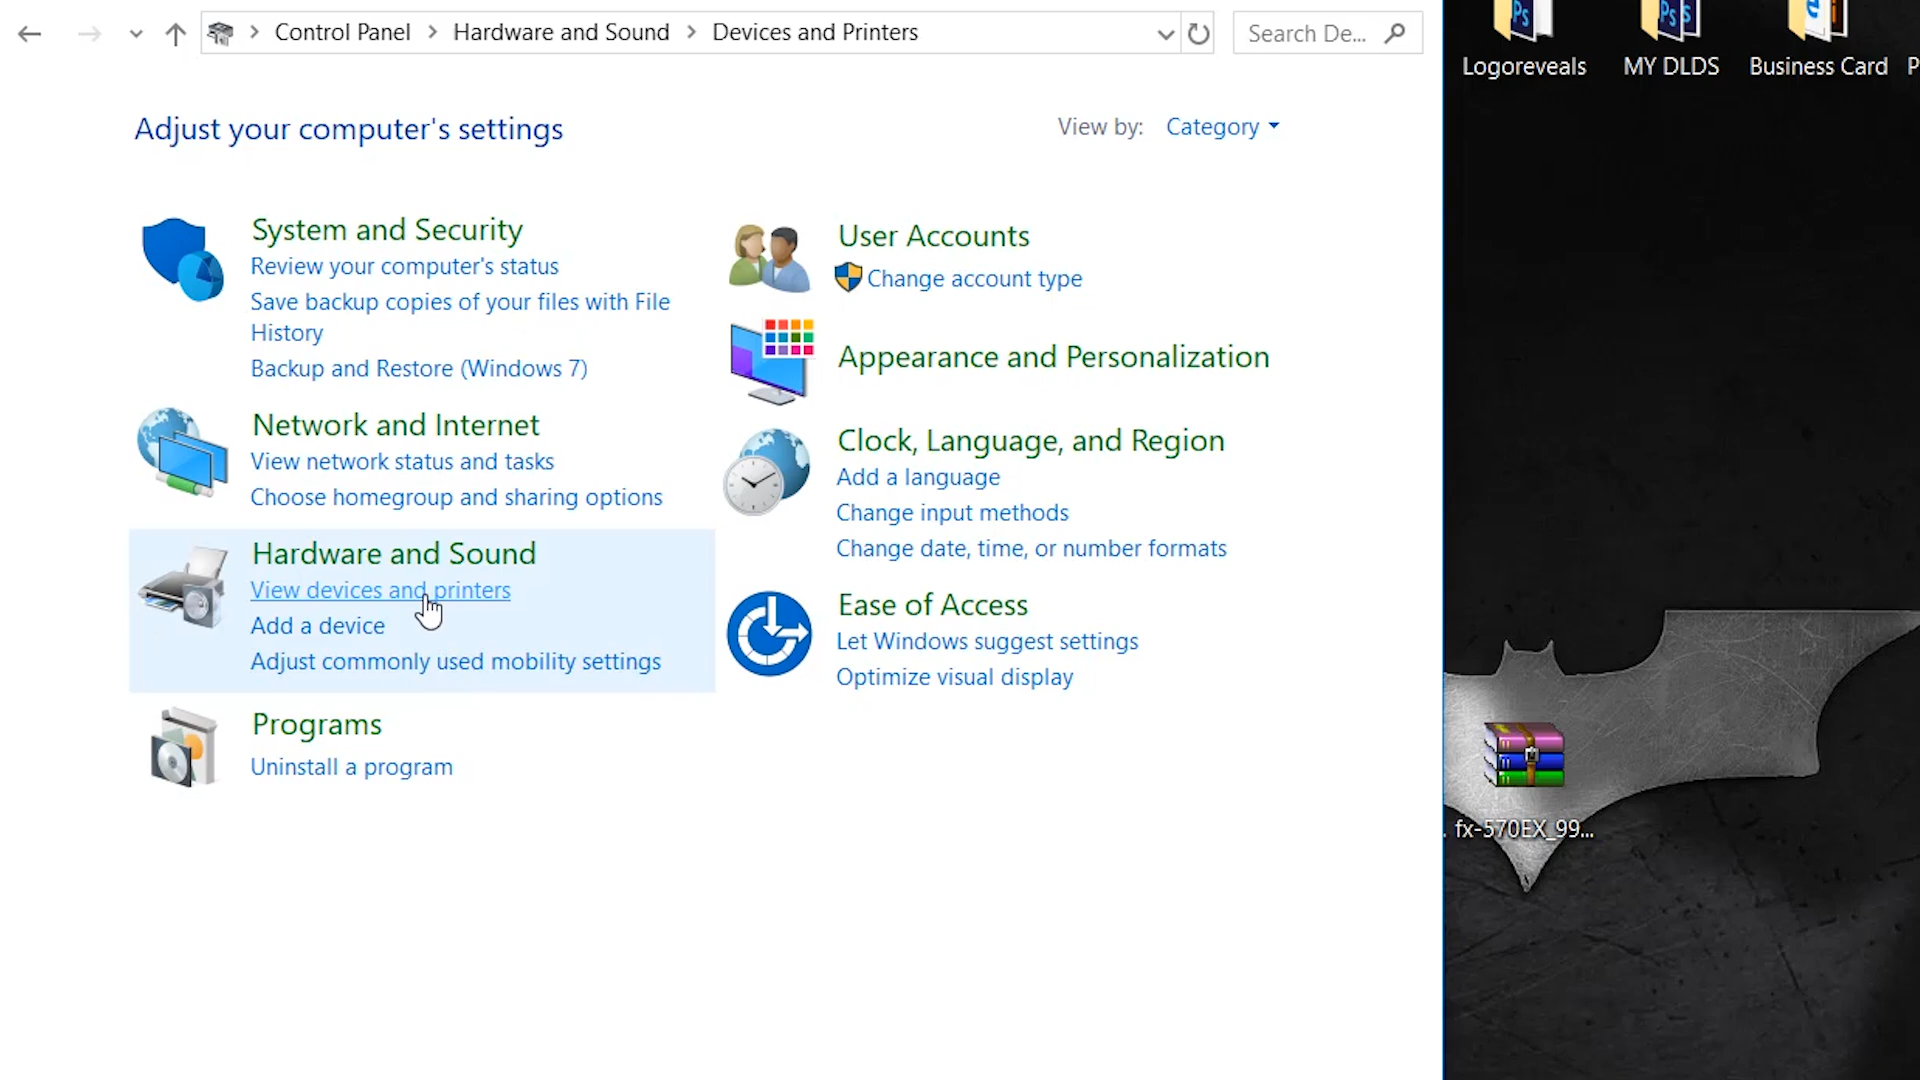 Control Panel > Hardware and Sound > Devices and Printers
Search De...
Adjust your computer's settings
View by: Category
System and Security
Review your computer's status
Save backup copies of your files with File
History
Backup and Restore (Windows 7)
Network and Internet
View network status and tasks
Choose homegroup and sharing options
Hardware and Sound
View devices and printers
Add a device
Adjust commonly used mobility settings
Programs
Uninstall a program
User Accounts
Change account type
Appearance and Personalization
Clock, Language, and Region
Add a language
Change input methods
Change date, time, or number formats
Ease of Access
Let Windows suggest settings
Optimize visual display
Ps
Ps
Logoreveals
MY DLDS
Business Card
P
fx-570EX_99...